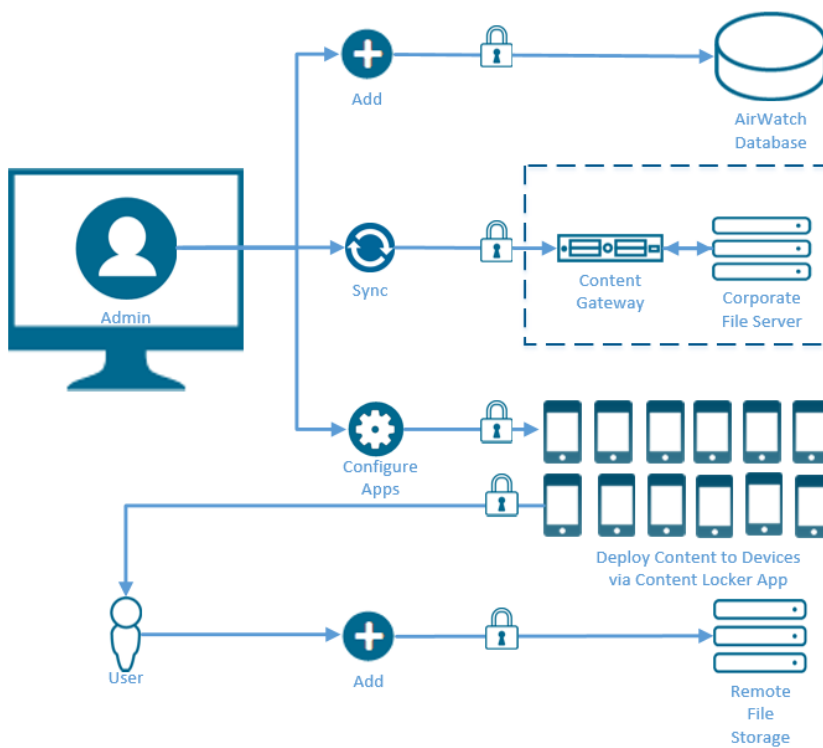 Add
AirWatch
Database
Admin
Sync
Content
Gateway
Corporate
File Server
Configure
Apps
Deploy Content to Devices
via Content Locker App
User
Add
Remote
File
Storage